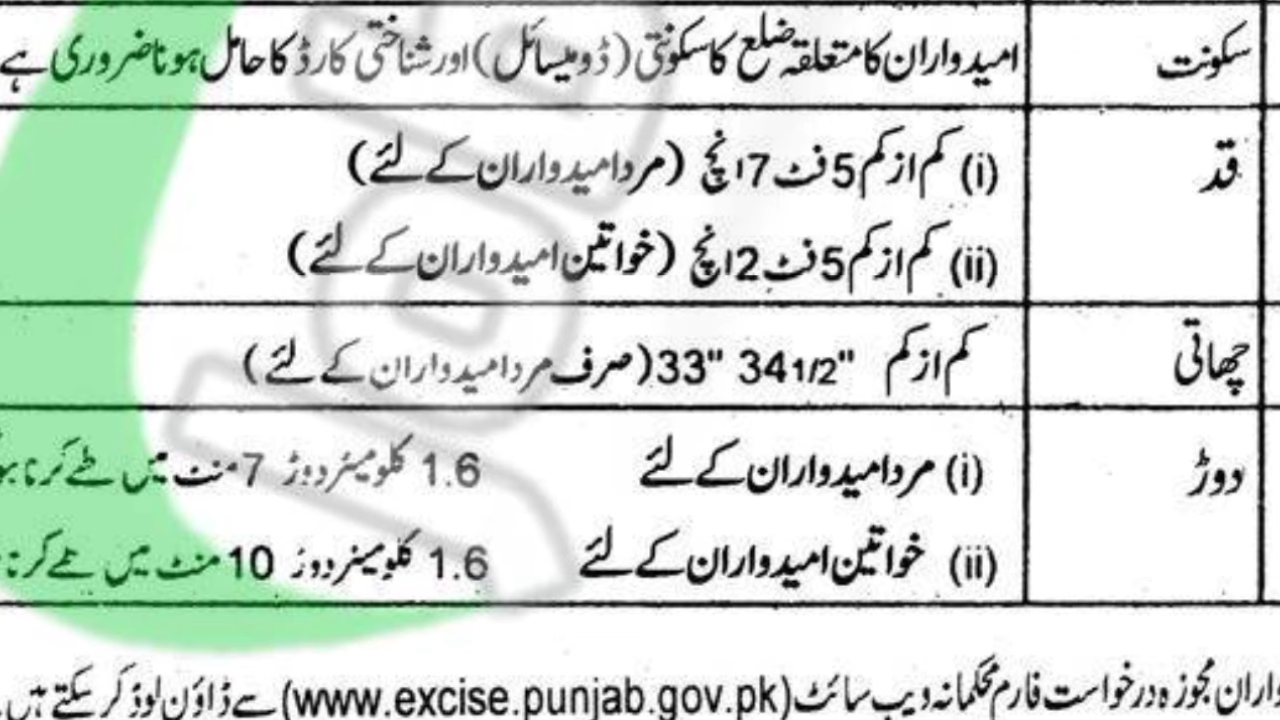 سکونت امیدواران کا متعلقہ ضلع کا سکونتی (ڈومیسائل) اور شناختی کارڈ کا حامل ہونا ضروری ہے
قد (i) کم از کم 5 فٹ 7 انچ (مرد امیدواران کے لئے)
(ii) کم از کم 5 فٹ 2 انچ (خواتین امیدواران کے لئے)
چھاتی کم از کم 33" 34 1/2" (صرف مرد امیدواران کے لئے)
دوڑ (i) مرد امیدواران کے لئے 1.6 کلومیٹر دوڑ 7 منٹ میں طے کرنا
(ii) خواتین امیدواران کے لئے 1.6 کلومیٹر دوڑ 10 منٹ میں طے کرنا
واران مجوزہ درخواست فارم محکمانہ ویب سائٹ (www.excise.punjab.gov.pk) سے ڈاؤن لوڈ کر سکتے ہیں